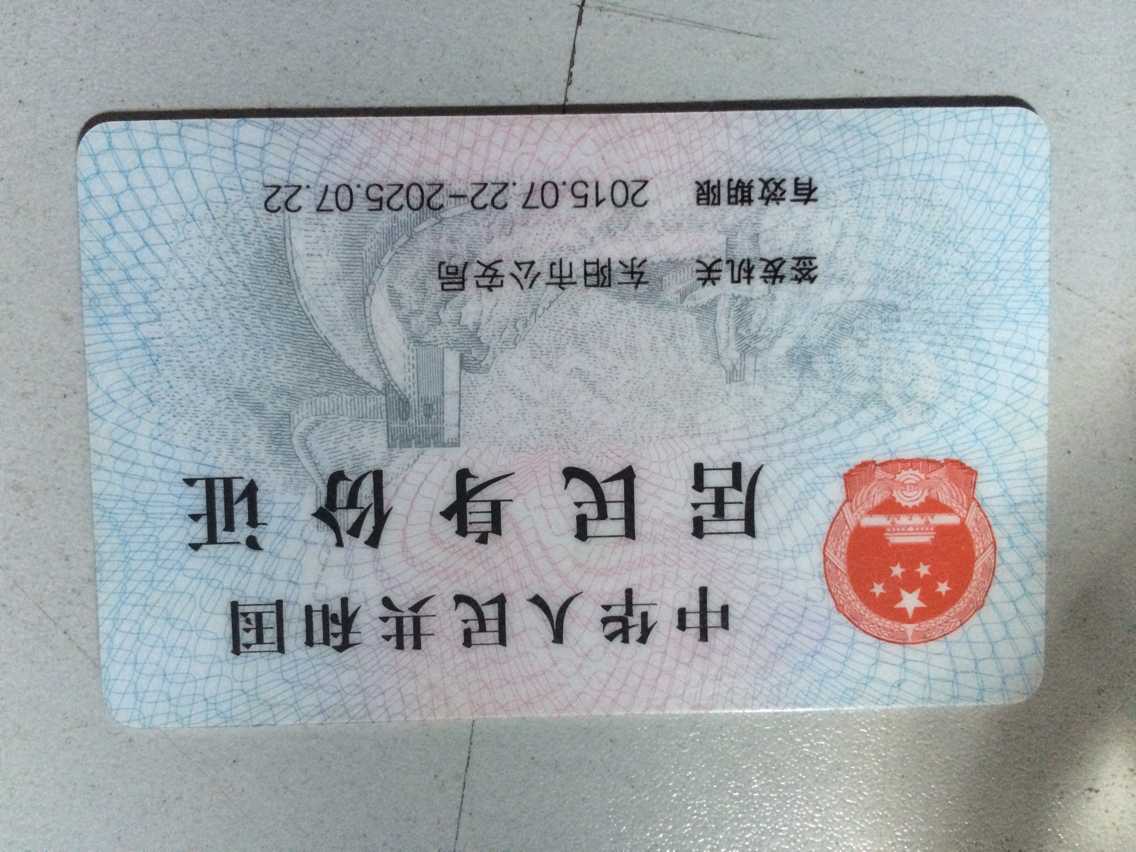 中华人民共和国
居民身份证
签发机关 东阳市公安局
有效期限 2015.07.22-2025.07.22